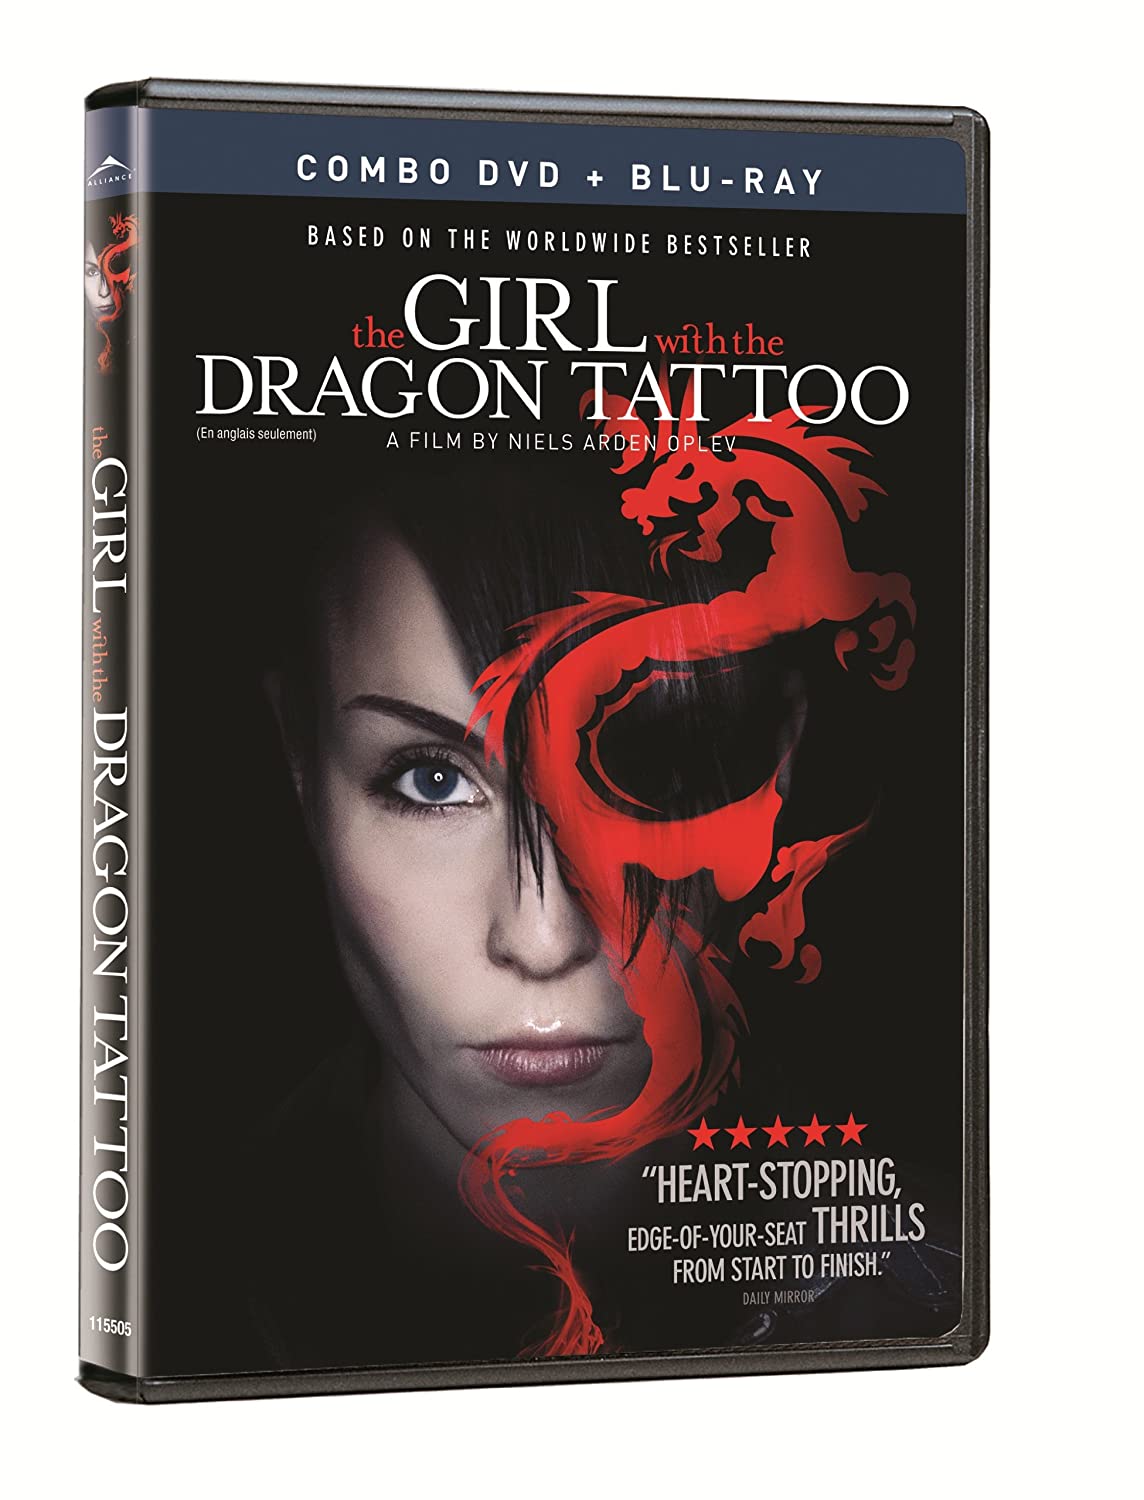 COMBO DVD + BLU-RAY
BASED ON THE WORLDWIDE BESTSELLER
the GIRL with the
DRAGON TATTOO
(En anglais seulement)
A FILM BY NIELS ARDEN OPLEV
★★★★★
“HEART-STOPPING,
EDGE-OF-YOUR-SEAT THRILLS
FROM START TO FINISH.”
DAILY MIRROR
ALLIANCE
the GIRL with the DRAGON TATTOO
115505